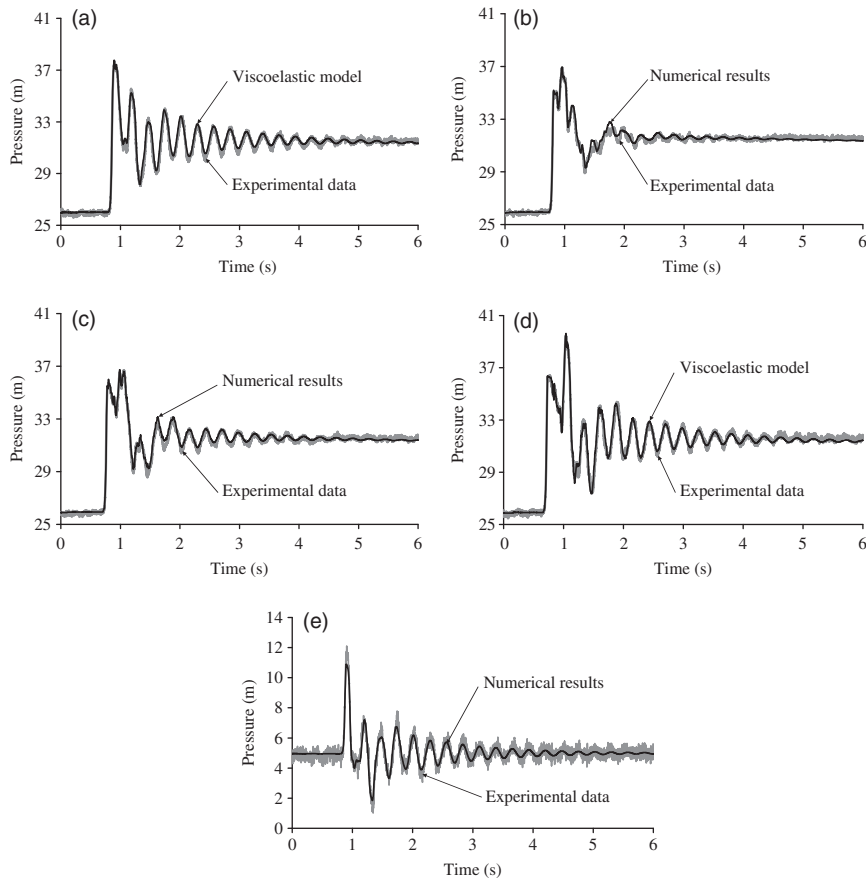 (a)
41
37
33
29
25
Pressure (m)
Viscoelastic model
Experimental data
0 1 2 3 4 5 6
Time (s)
(b)
41
37
33
29
25
Pressure (m)
Numerical results
Experimental data
0 1 2 3 4 5 6
Time (s)
(c)
41
37
33
29
25
Pressure (m)
Numerical results
Experimental data
0 1 2 3 4 5 6
Time (s)
(d)
41
37
33
29
25
Pressure (m)
Viscoelastic model
Experimental data
0 1 2 3 4 5 6
Time (s)
(e)
14
12
10
8
6
4
2
0
Pressure (m)
Numerical results
Experimental data
0 1 2 3 4 5 6
Time (s)